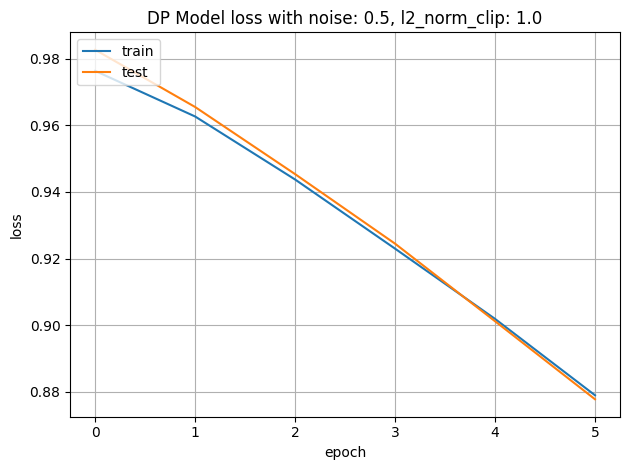 DP Model loss with noise: 0.5, l2_norm_clip: 1.0
train
test
0.98
0.96
0.94
0.92
0.90
0.88
loss
0 1 2 3 4 5
epoch